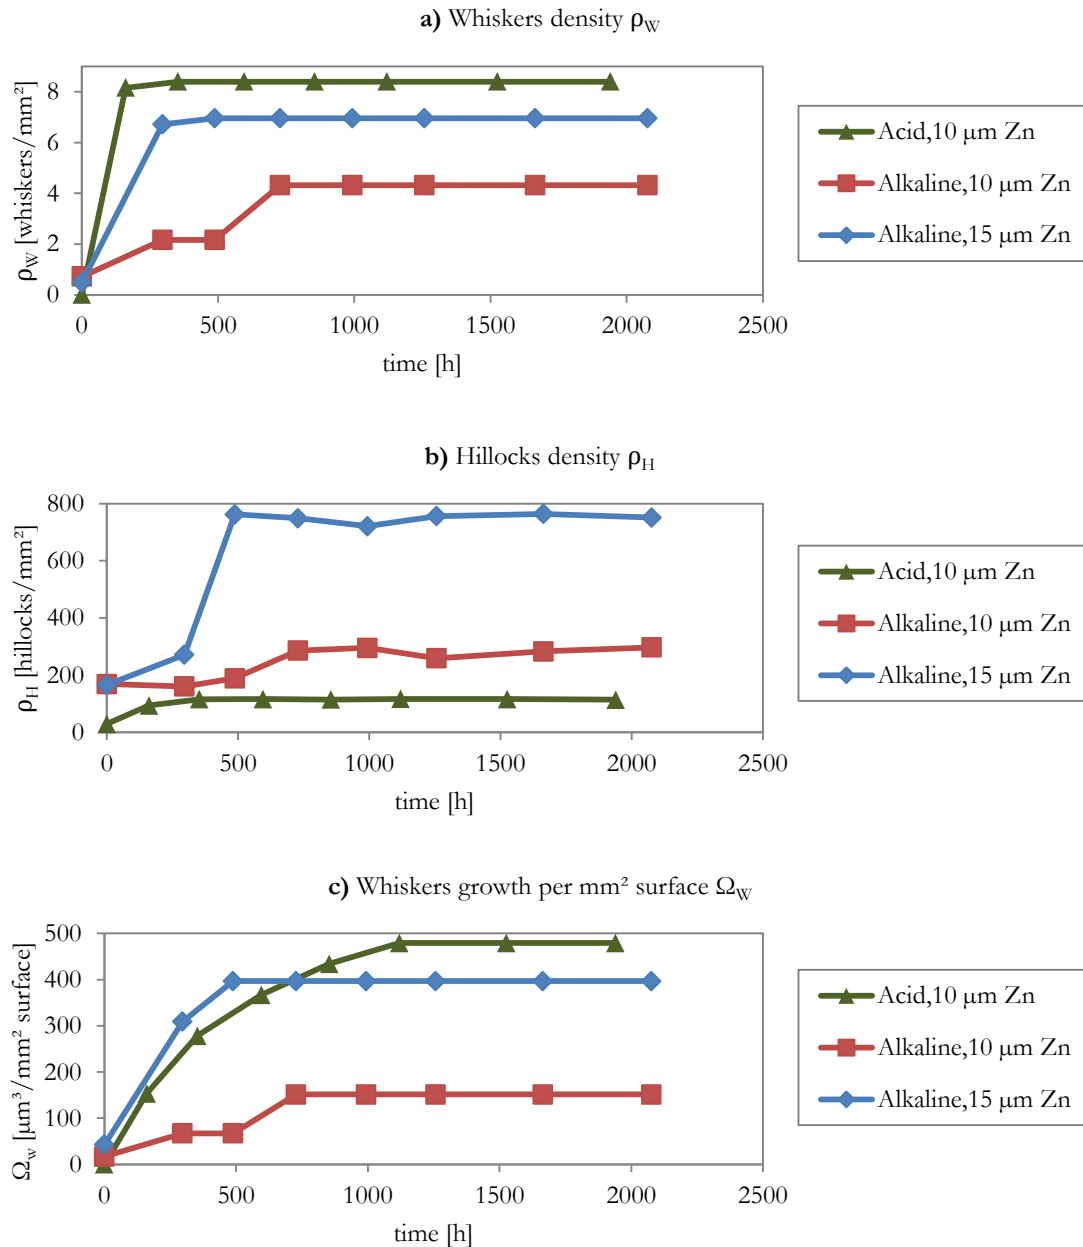 a) Whiskers density ρW
ρW [whiskers/mm²]
8
6
4
2
0
0 500 1000 1500 2000 2500
time [h]
Acid,10 μm Zn
Alkaline,10 μm Zn
Alkaline,15 μm Zn
b) Hillocks density ρH
ρH [hillocks/mm²]
800
600
400
200
0
0 500 1000 1500 2000 2500
time [h]
Acid,10 μm Zn
Alkaline,10 μm Zn
Alkaline,15 μm Zn
c) Whiskers growth per mm² surface ΩW
Ωw [μm³/mm² surface]
500
400
300
200
100
0
0 500 1000 1500 2000 2500
time [h]
Acid,10 μm Zn
Alkaline,10 μm Zn
Alkaline,15 μm Zn